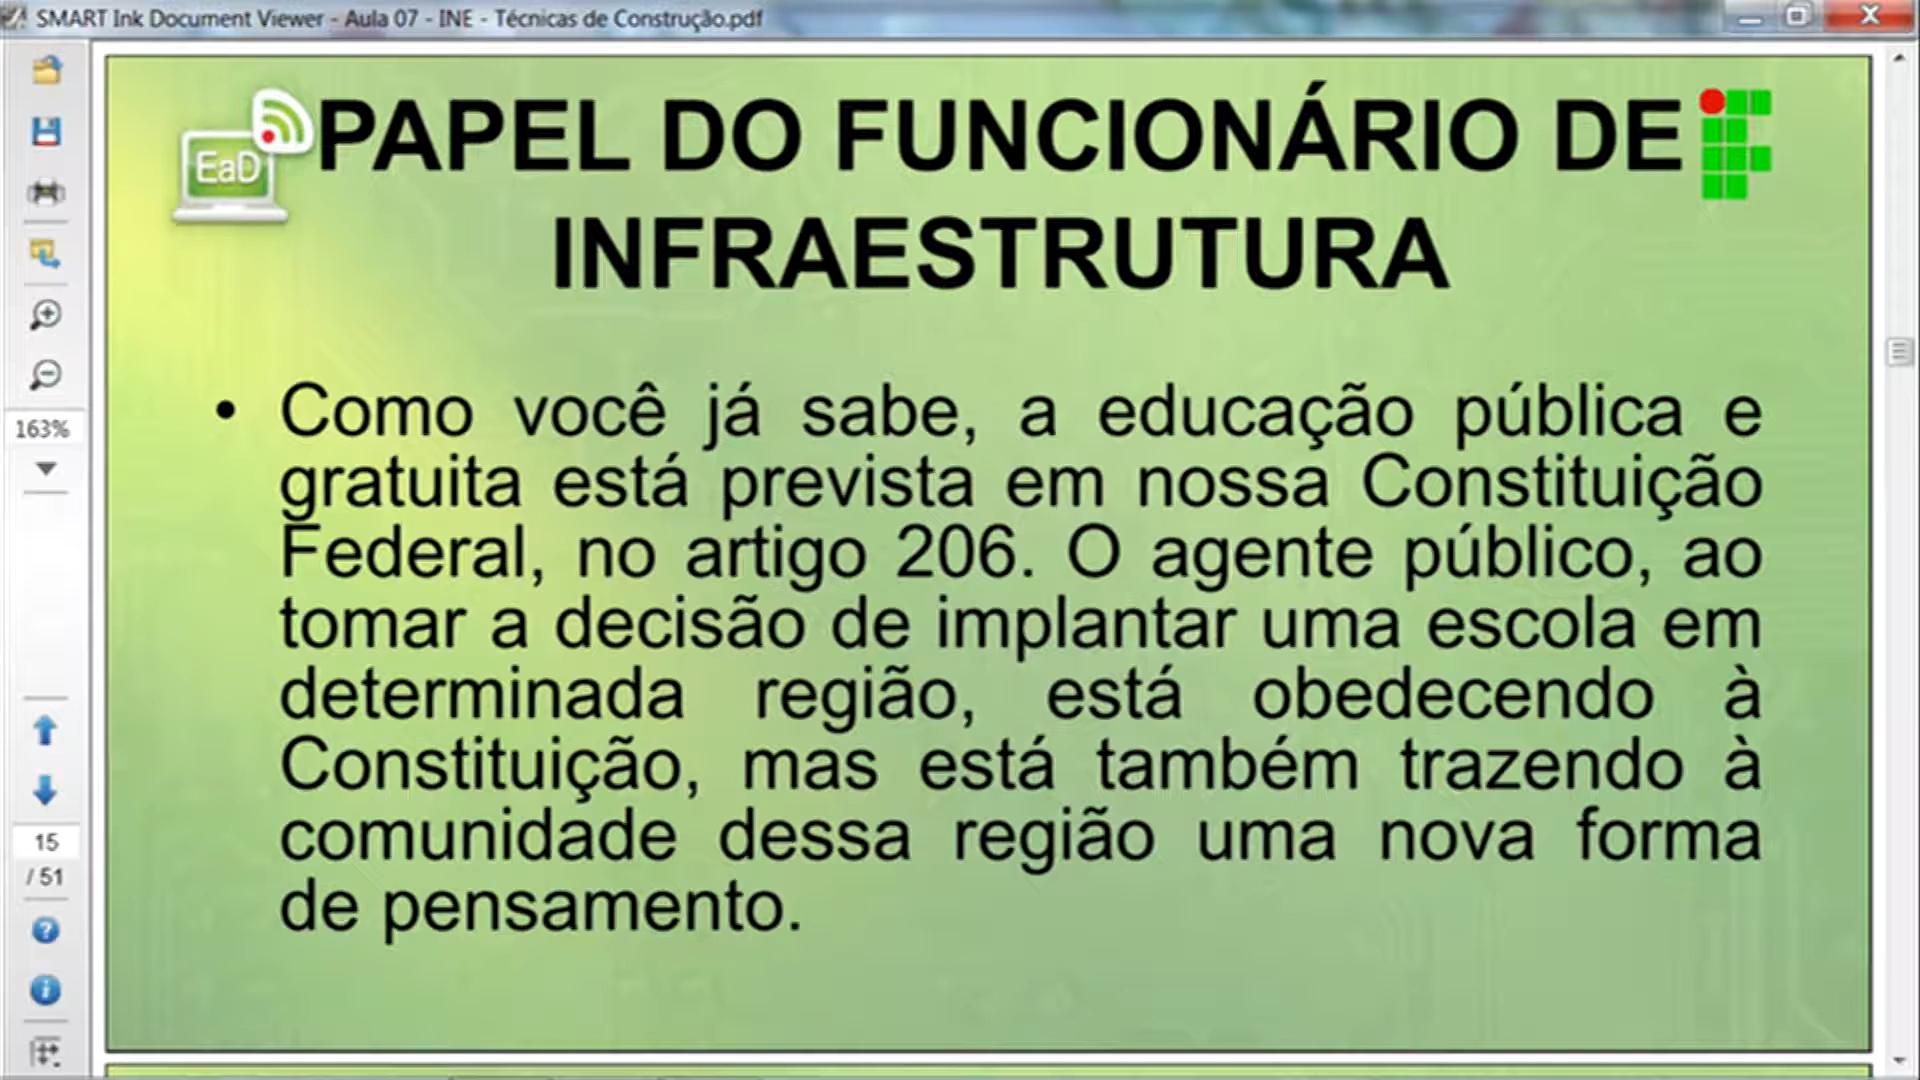 SMART Ink Document Viewer - Aula 07 - INE - Técnicas de Construção.pdf
EaD
PAPEL DO FUNCIONÁRIO DE
INFRAESTRUTURA
163%
• Como você já sabe, a educação pública e
gratuita está prevista em nossa Constituição
Federal, no artigo 206. O agente público, ao
tomar a decisão de implantar uma escola em
determinada região, está obedecendo à
Constituição, mas está também trazendo à
comunidade dessa região uma nova forma
de pensamento.
15
/ 51